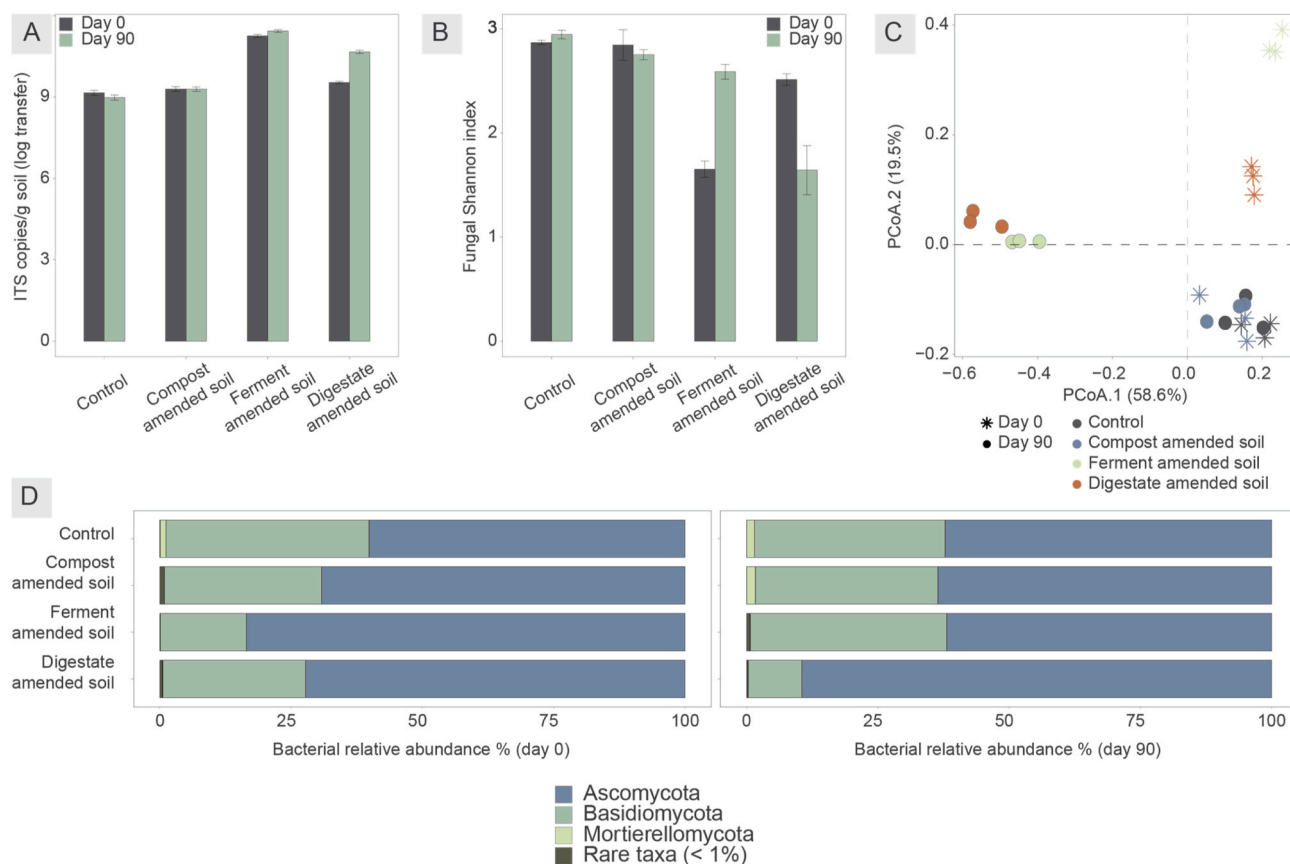 A
Day 0
Day 90
ITS copies/g soil (log transfer)
9
6
3
0
Control
Compost
amended soil
Ferment
amended soil
Digestate
amended soil
B
Day 0
Day 90
Fungal Shannon index
3
2
1
0
Control
Compost
amended soil
Ferment
amended soil
Digestate
amended soil
C
PCoA.2 (19.5%)
0.4
0.2
0.0
−0.2
−0.6
−0.4
−0.2
0.0
0.2
PCoA.1 (58.6%)
Day 0
Day 90
Control
Compost amended soil
Ferment amended soil
Digestate amended soil
D
Control
Compost
amended soil
Ferment
amended soil
Digestate
amended soil
0 25 50 75 100
Bacterial relative abundance % (day 0)
0 25 50 75 100
Bacterial relative abundance % (day 90)
Ascomycota
Basidiomycota
Mortierellomycota
Rare taxa (< 1%)